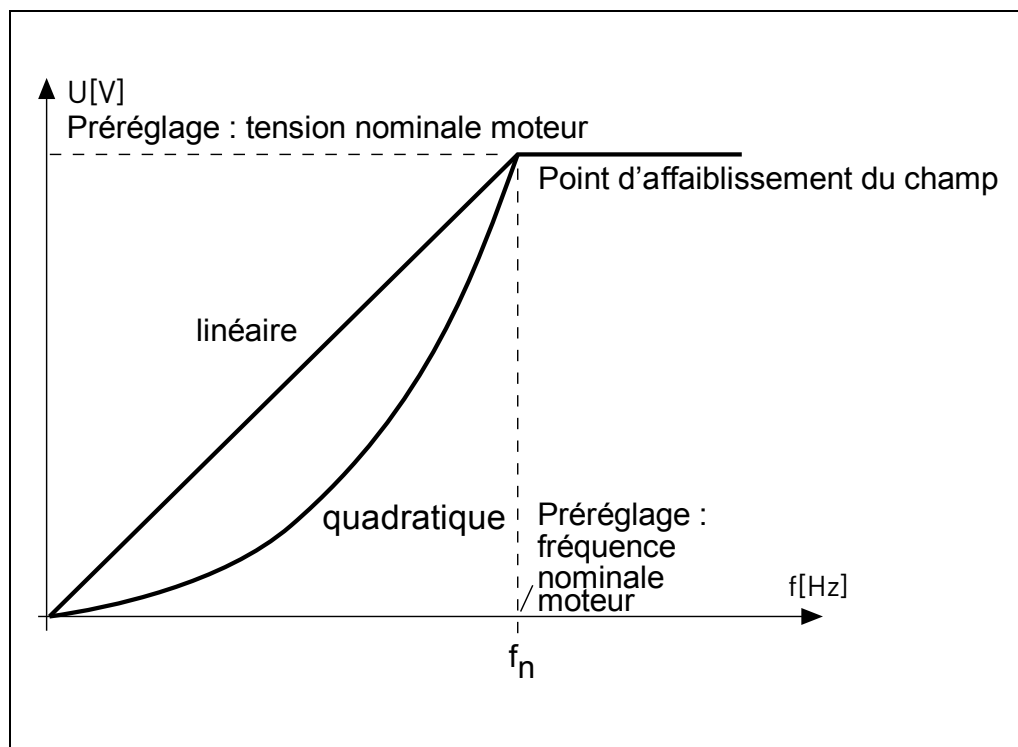 U[V]
Préréglage : tension nominale moteur
Point d'affaiblissement du champ
linéaire
quadratique
Préréglage :
fréquence
nominale
moteur
f[Hz]
fn